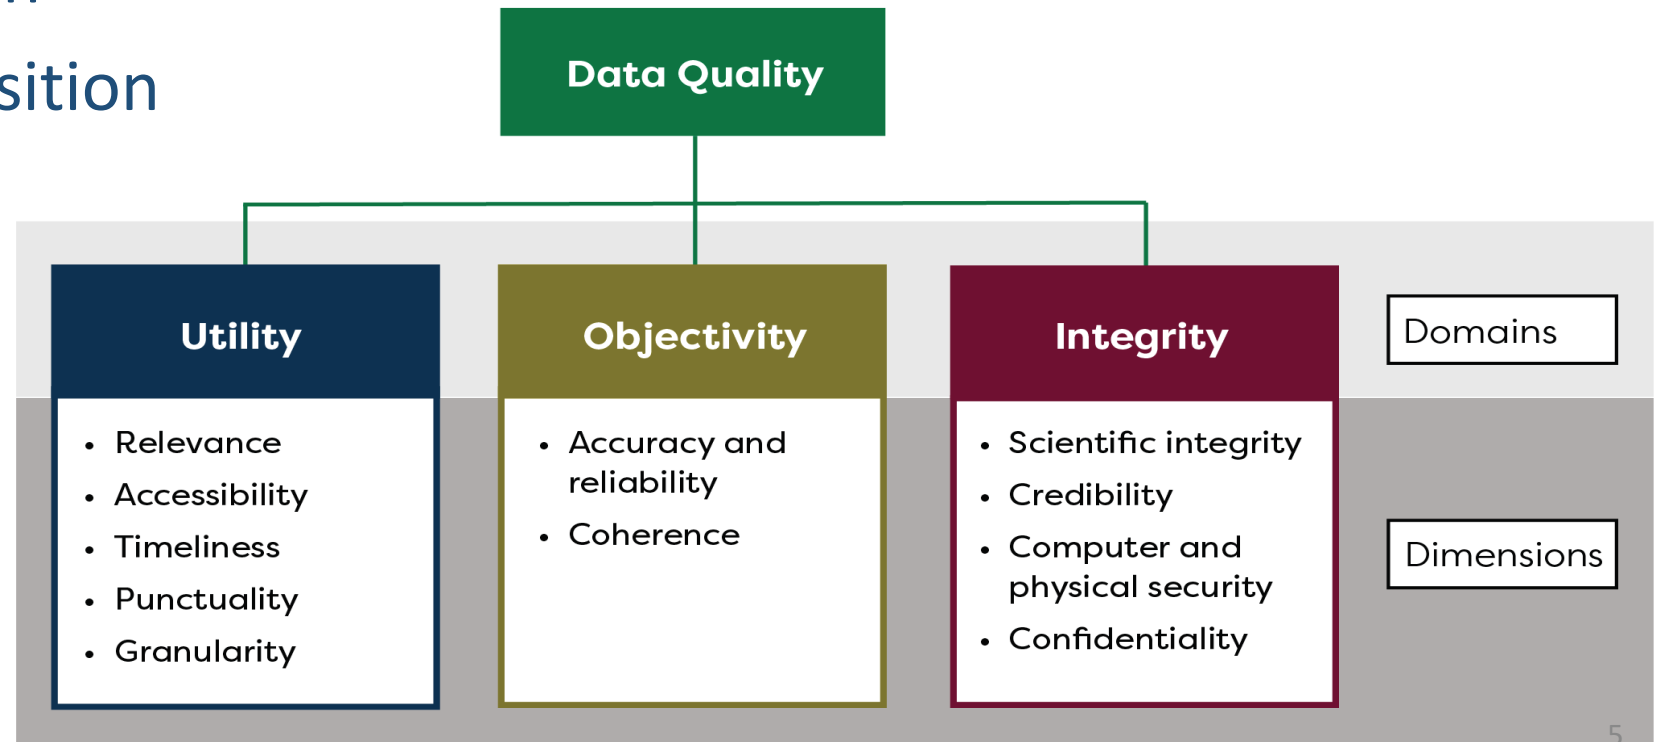 sition
Data Quality
Utility
Objectivity
Integrity
Domains
• Relevance
• Accessibility
• Timeliness
• Punctuality
• Granularity
• Accuracy and
reliability
• Coherence
• Scientific integrity
• Credibility
• Computer and
physical security
• Confidentiality
Dimensions
5